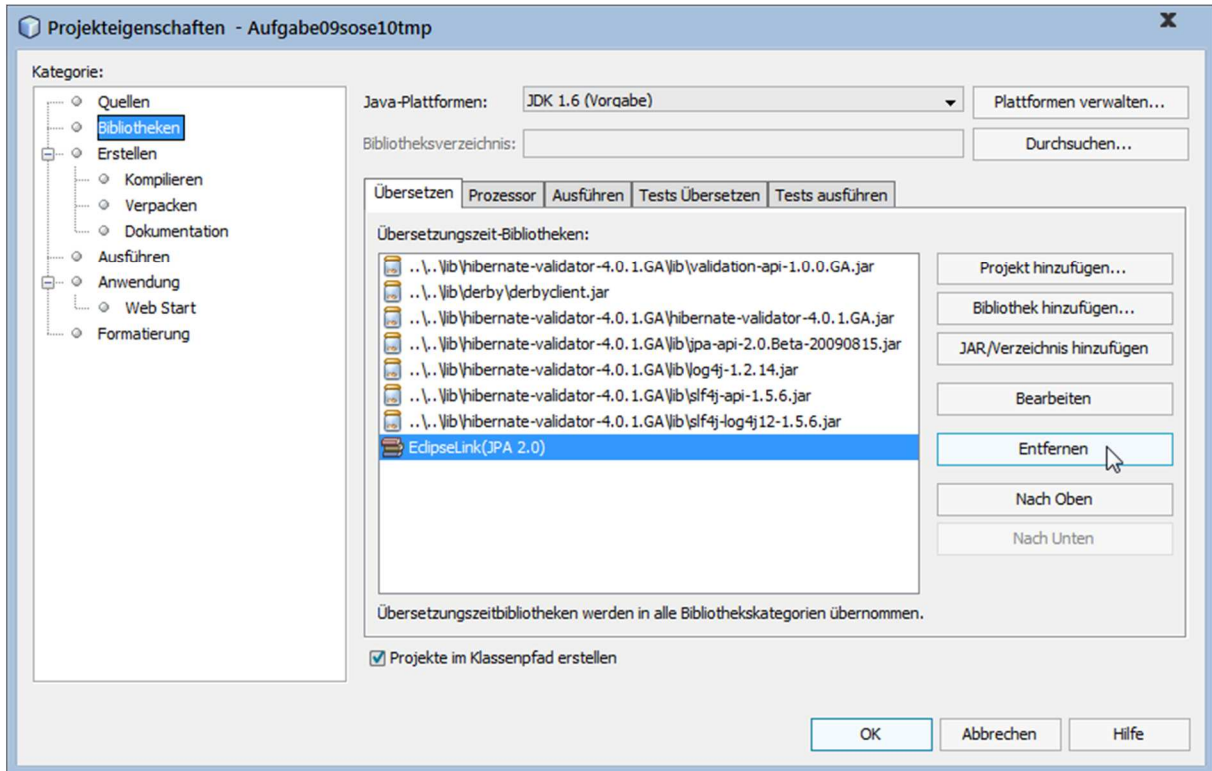 Projekteigenschaften - Aufgabe09sose10tmp
X
Kategorie:
Quellen
Bibliotheken
Erstellen
Kompilieren
Verpacken
Dokumentation
Ausführen
Anwendung
Web Start
Formatierung
Java-Plattformen: JDK 1.6 (Vorgabe) Plattformen verwalten...
Bibliotheksverzeichnis: Durchsuchen...
Übersetzen Prozessor Ausführen Tests Übersetzen Tests ausführen
Übersetzungszeit-Bibliotheken:
..\..\lib\hibernate-validator-4.0.1.GA\lib\validation-api-1.0.0.GA.jar
..\..\lib\derby\derbyclient.jar
..\..\lib\hibernate-validator-4.0.1.GA\hibernate-validator-4.0.1.GA.jar
..\..\lib\hibernate-validator-4.0.1.GA\lib\jpa-api-2.0.Beta-20090815.jar
..\..\lib\hibernate-validator-4.0.1.GA\lib\log4j-1.2.14.jar
..\..\lib\hibernate-validator-4.0.1.GA\lib\slf4j-api-1.5.6.jar
..\..\lib\hibernate-validator-4.0.1.GA\lib\slf4j-log4j12-1.5.6.jar
EclipseLink(JPA 2.0)
Projekt hinzufügen...
Bibliothek hinzufügen...
JAR/Verzeichnis hinzufügen
Bearbeiten
Entfernen
Nach Oben
Nach Unten
Übersetzungszeitbibliotheken werden in alle Bibliothekskategorien übernommen.
Projekte im Klassenpfad erstellen
OK Abbrechen Hilfe